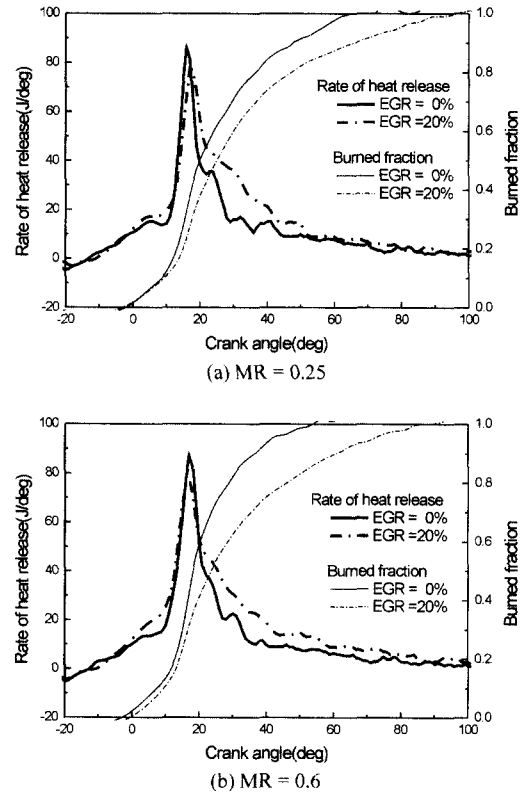 100
80
60
40
20
0
-20
Rate of heat release(J/deg)
1.0
0.8
0.6
0.4
0.2
0.0
Burned fraction
Rate of heat release
EGR = 0%
EGR =20%
Burned fraction
EGR = 0%
EGR =20%
-20 0 20 40 60 80 100
Crank angle(deg)
(a) MR = 0.25
100
80
60
40
20
0
-20
Rate of heat release(J/deg)
1.0
0.8
0.6
0.4
0.2
0.0
Burned fraction
Rate of heat release
EGR = 0%
EGR =20%
Burned fraction
EGR = 0%
EGR =20%
-20 0 20 40 60 80 100
Crank angle(deg)
(b) MR = 0.6